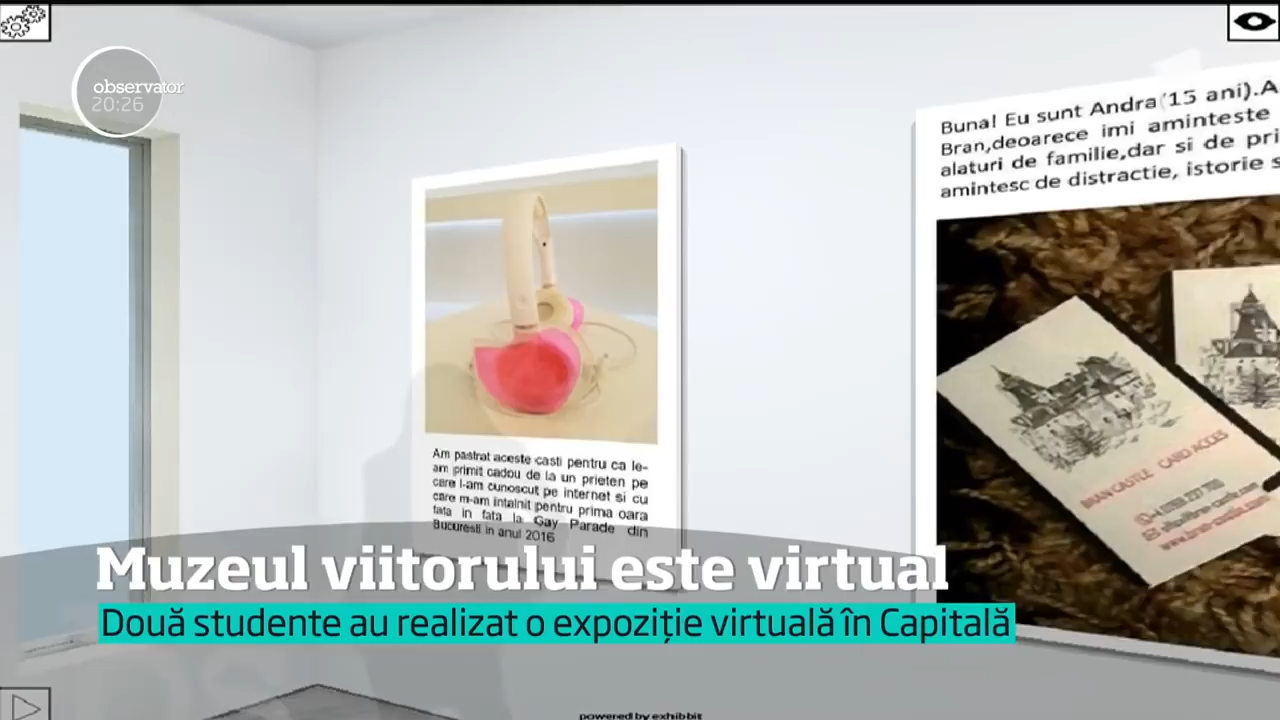 observator
20:26
Buna! Eu sunt Andra (15 ani).A
Bran,deoarece imi aminteste
alaturi de familie,dar si de pri
amintesc de distractie, istorie s
Am pastrat aceste casti pentru ca le-
am primit cadou de la un prieten pe
care l-am cunoscut pe internet si cu
care m-am intalnit pentru prima oara
fata in fata la Gay Parade din
Bucuresti in anul 2016
BRAN CASTLE CARD ACCES
Muzeul viitorului este virtual
Două studente au realizat o expoziție virtuală în Capitală
powered by exhibbit